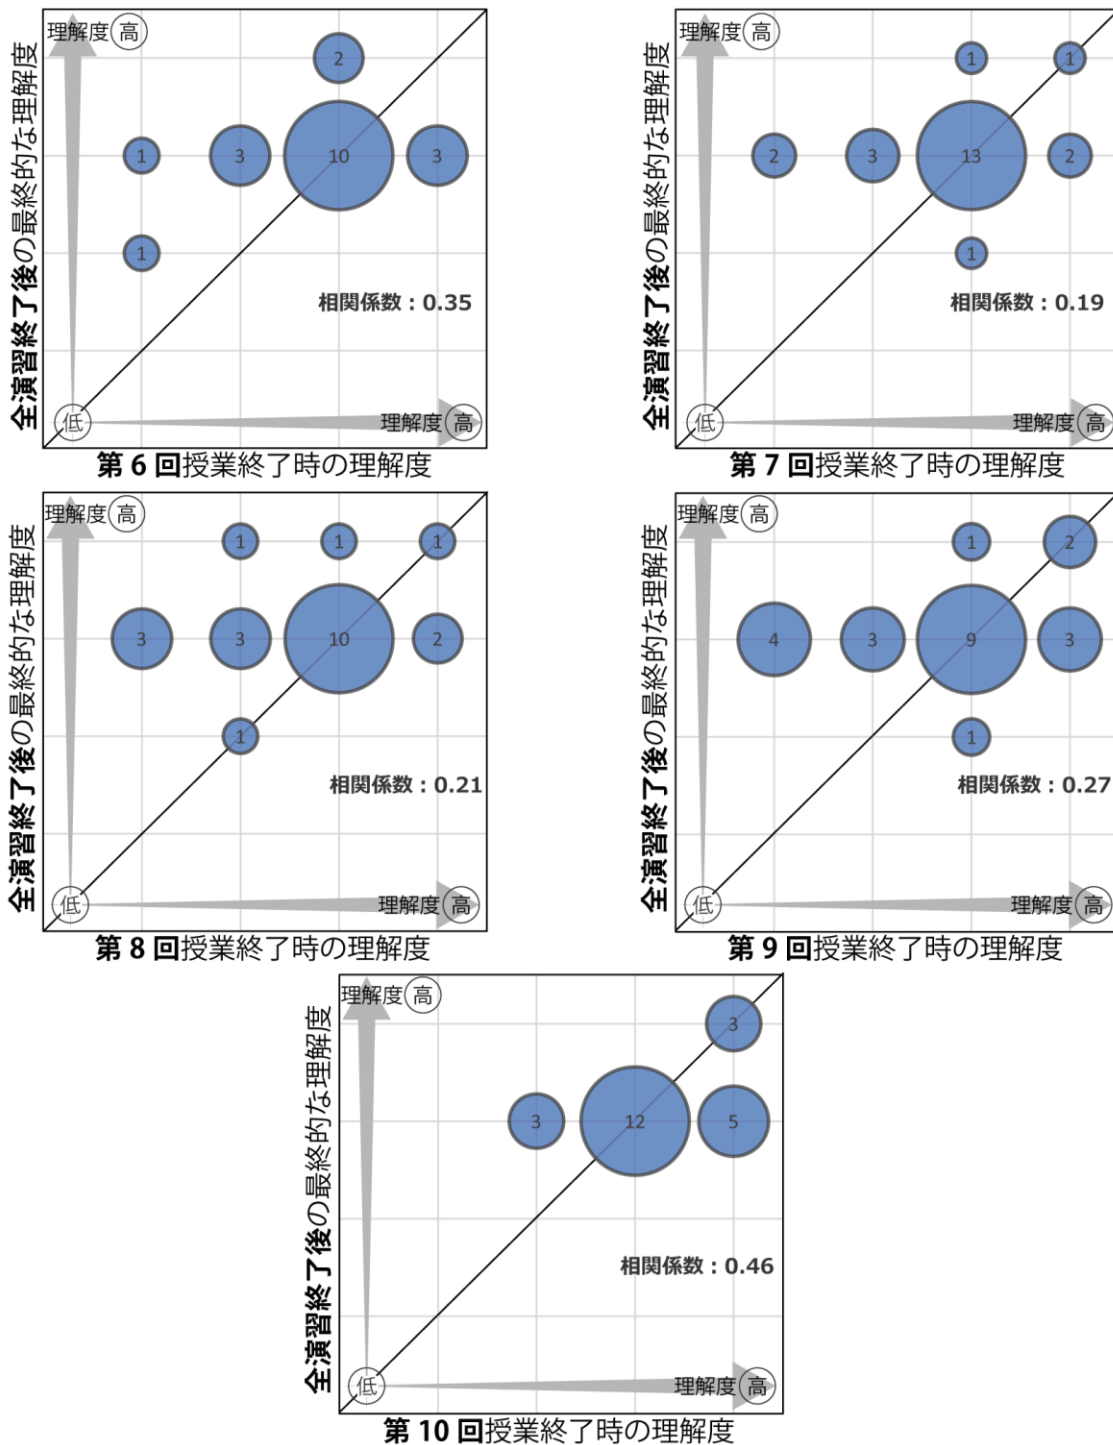 理解度 高
全演習終了後の最終的な理解度
2
1
3
10
3
1
相関係数：0.35
低
理解度 高
第 6 回授業終了時の理解度
理解度 高
全演習終了後の最終的な理解度
1
1
2
3
13
2
1
相関係数：0.19
低
理解度 高
第 7 回授業終了時の理解度
理解度 高
全演習終了後の最終的な理解度
1
1
1
3
3
10
2
1
相関係数：0.21
低
理解度 高
第 8 回授業終了時の理解度
理解度 高
全演習終了後の最終的な理解度
1
2
4
3
9
3
1
相関係数：0.27
低
理解度 高
第 9 回授業終了時の理解度
理解度 高
全演習終了後の最終的な理解度
3
3
12
5
相関係数：0.46
低
理解度 高
第 10 回授業終了時の理解度